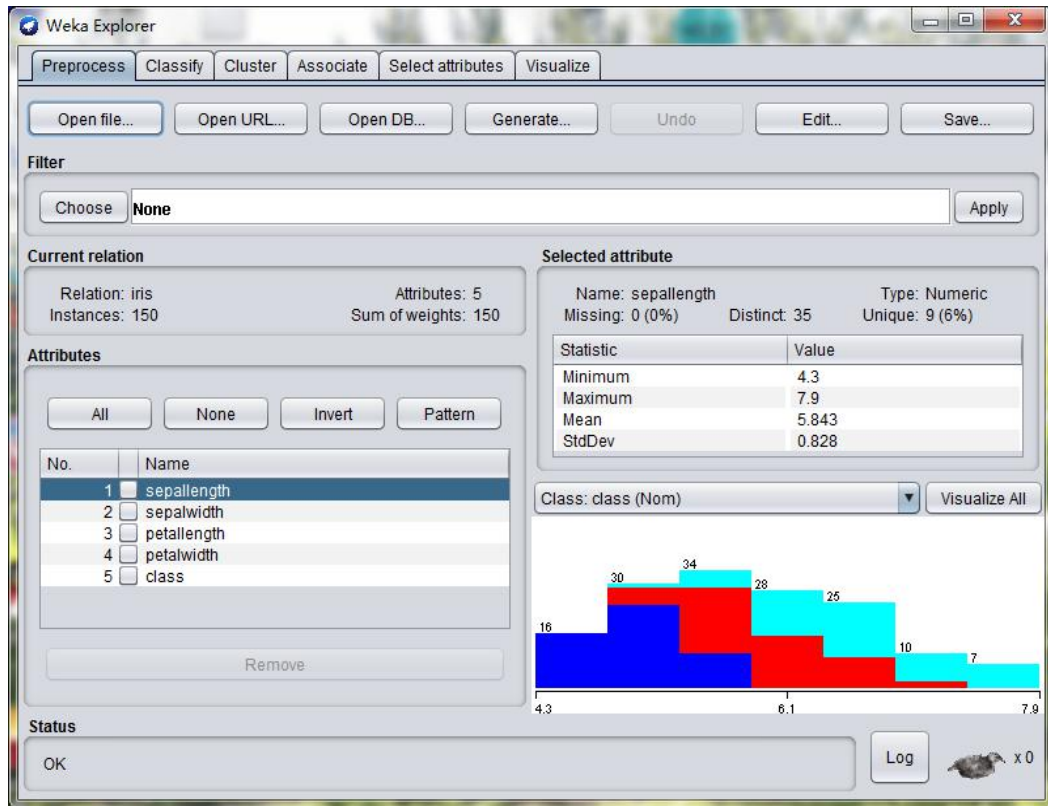 Weka Explorer
Preprocess Classify Cluster Associate Select attributes Visualize
Open file... Open URL... Open DB... Generate... Undo Edit... Save...
Filter
Choose None Apply
Current relation
Relation: iris Attributes: 5
Instances: 150 Sum of weights: 150
Attributes
All None Invert Pattern
No. Name
1 sepallength
2 sepalwidth
3 petallength
4 petalwidth
5 class
Remove
Selected attribute
Name: sepallength Type: Numeric
Missing: 0 (0%) Distinct: 35 Unique: 9 (6%)
Statistic Value
Minimum 4.3
Maximum 7.9
Mean 5.843
StdDev 0.828
Class: class (Nom) Visualize All
16 30 34 28 25 10 7
4.3 6.1 7.9
Status
OK
Log x 0